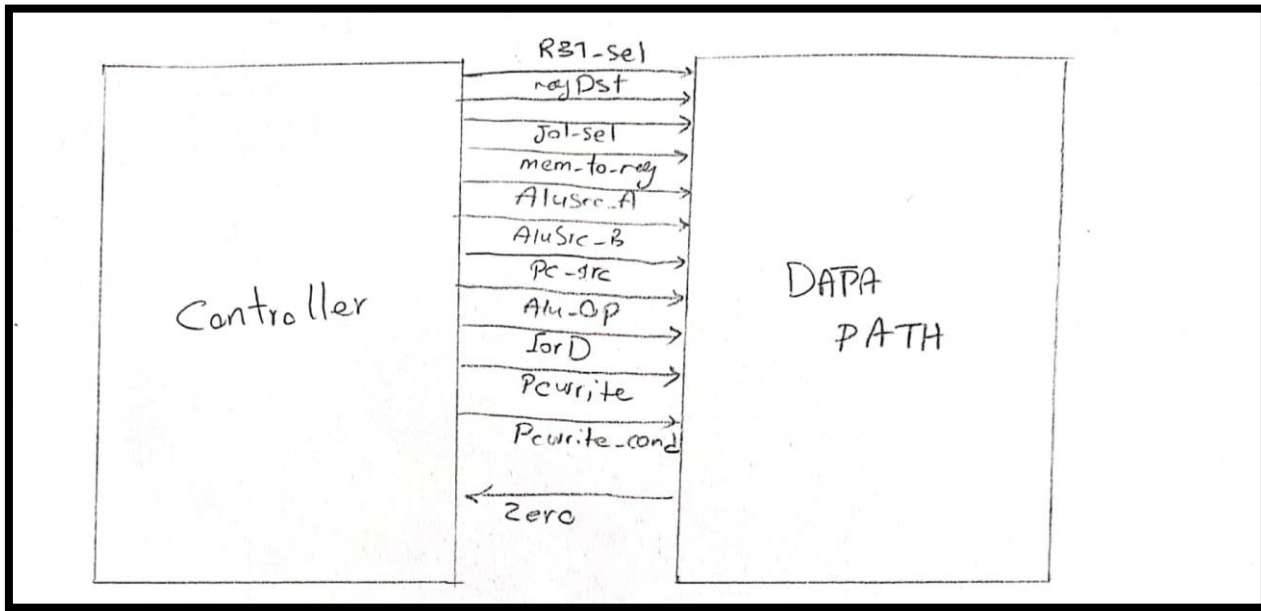 R31-sel
regDst
Jal-sel
mem-to-reg
AluSrc-A
AluSrc-B
Pc-src
Controller
DATA
PATH
Alu-Op
IorD
Pcwrite
Pcwrite-cond
Zero